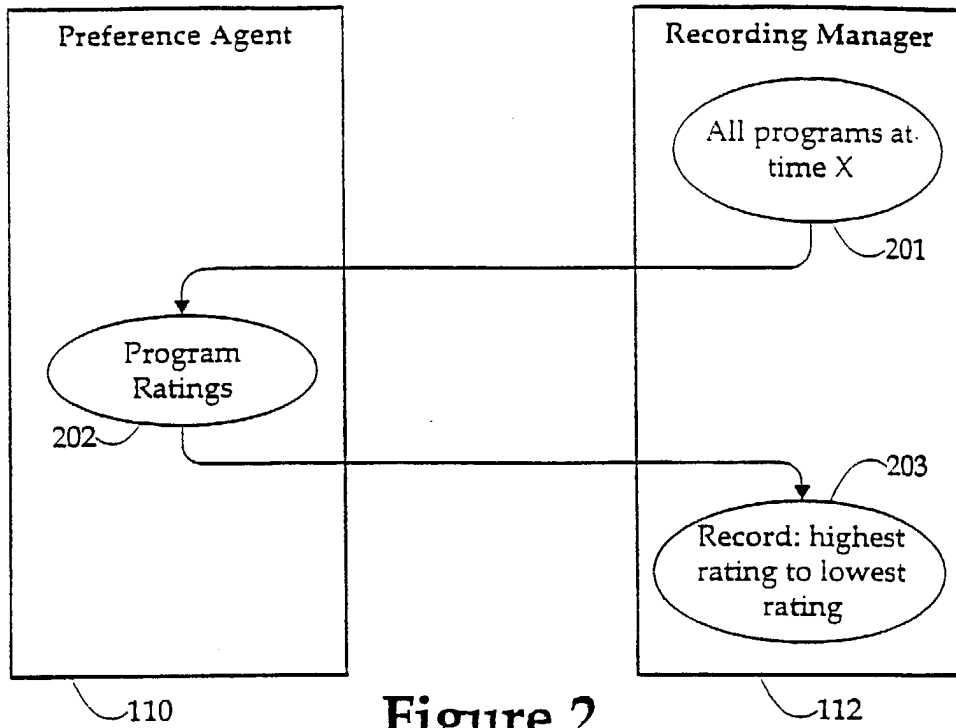 Preference Agent
Recording Manager
All programs at
time X
201
Program
Ratings
202
203
Record: highest
rating to lowest
rating
110
112
Figure 2